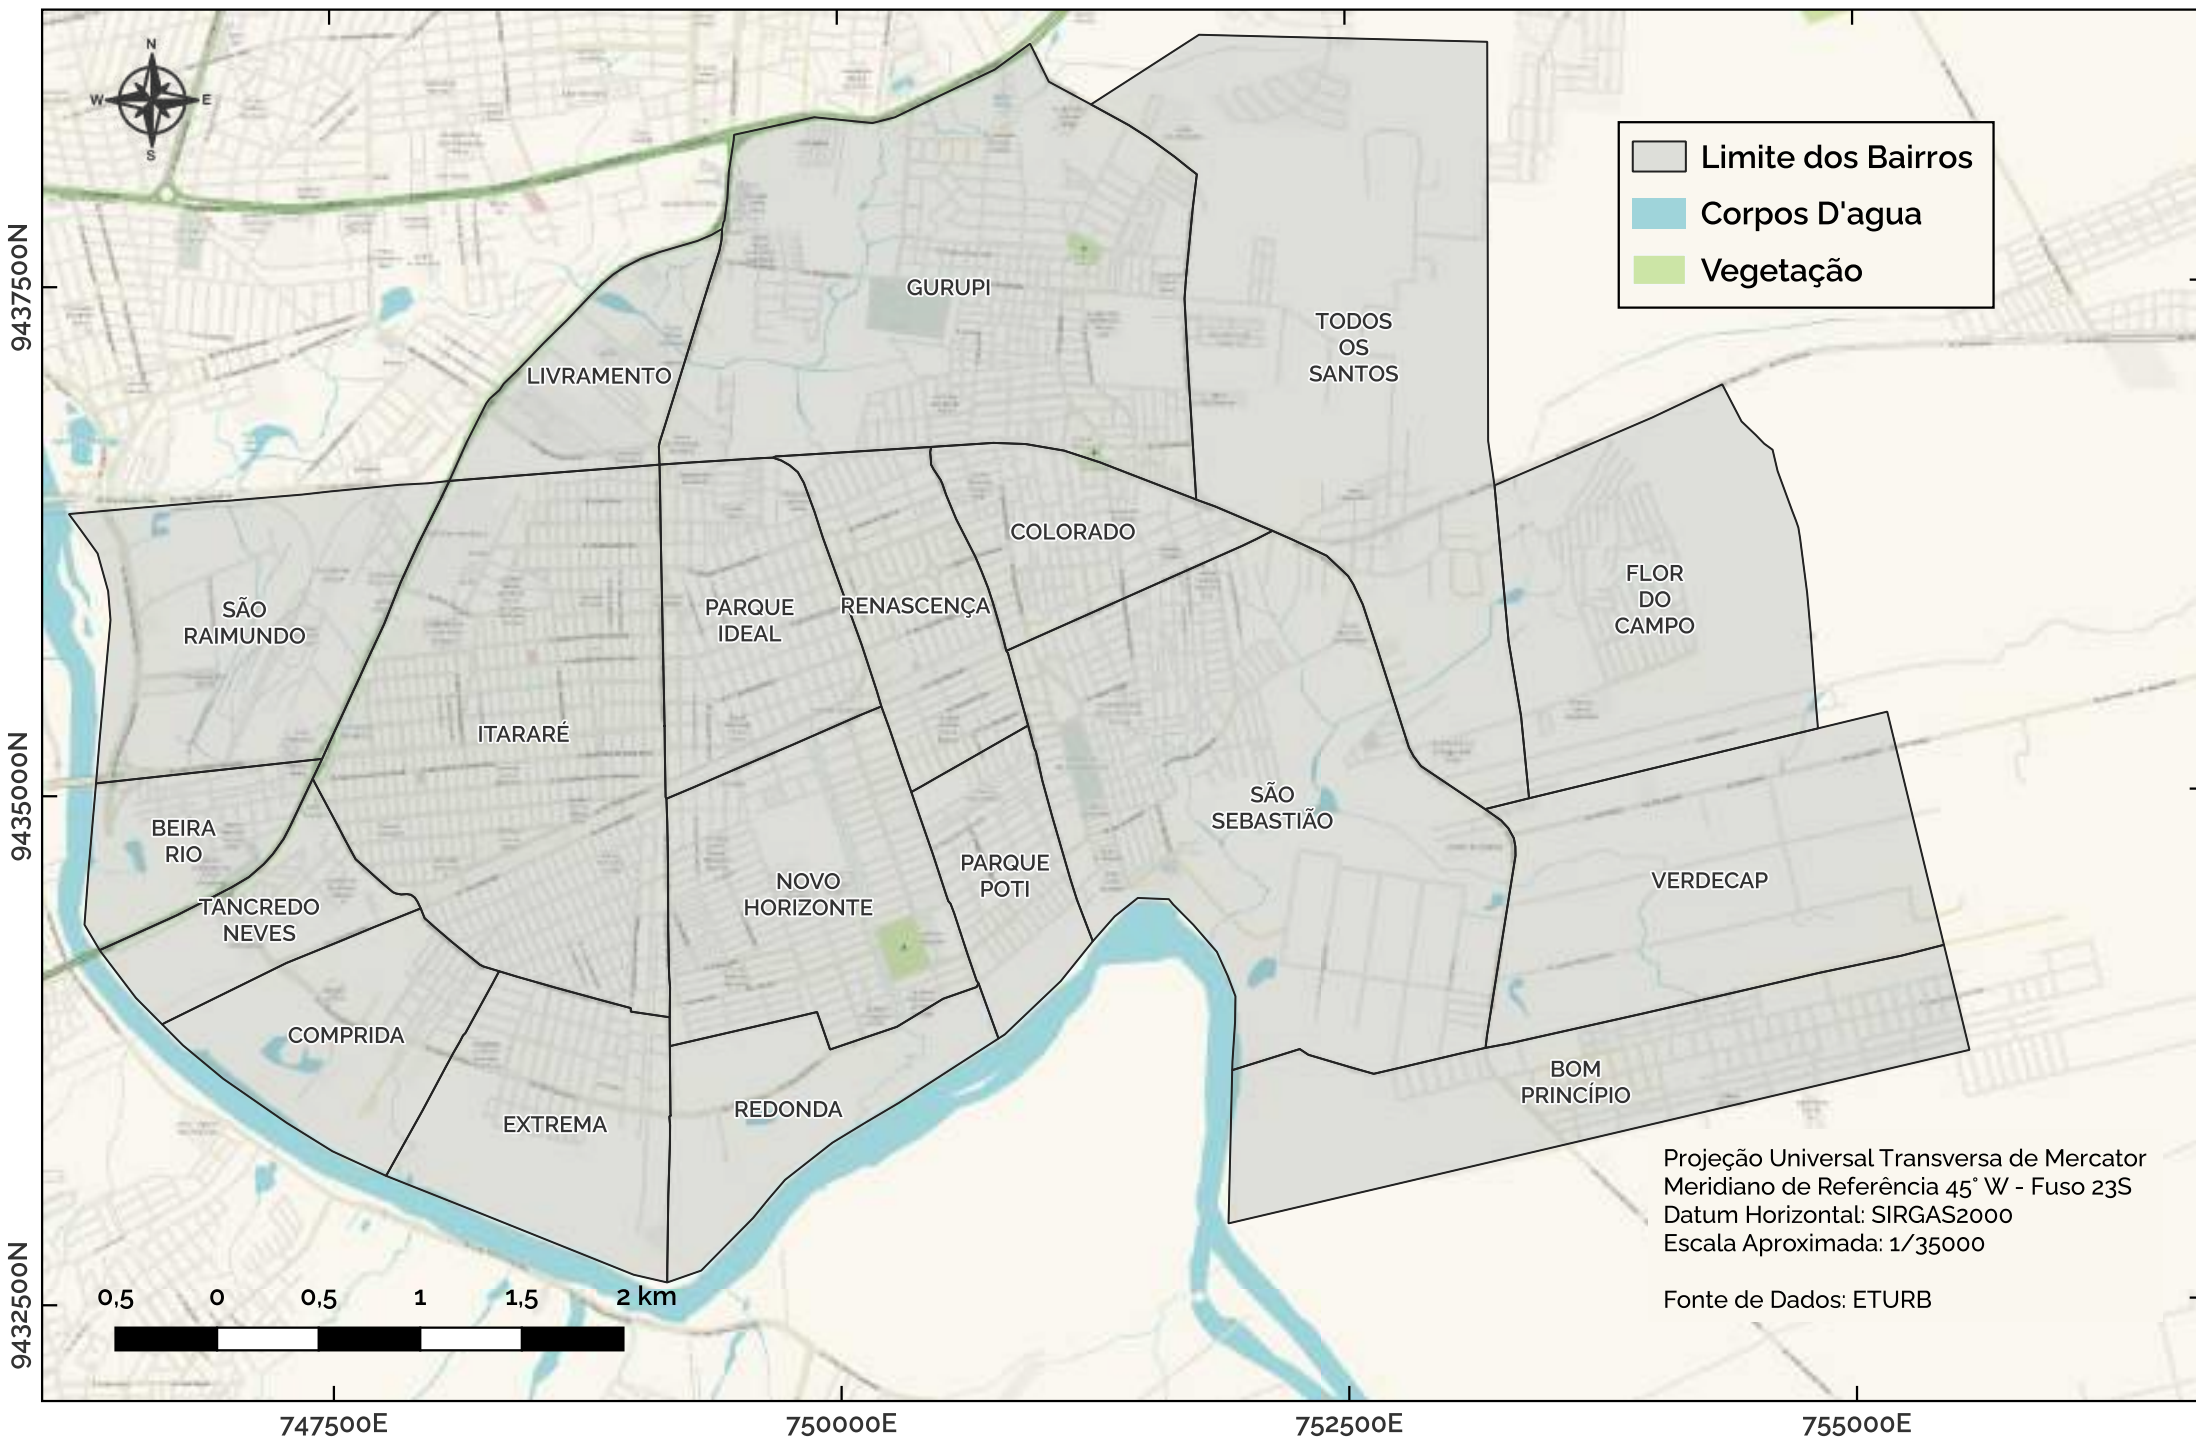 N
W
E
S
Limite dos Bairros
Corpos D'agua
Vegetação
9437500N
9435000N
9432500N
GURUPI
TODOS
OS
SANTOS
LIVRAMENTO
COLORADO
FLOR
DO
CAMPO
SÃO
RAIMUNDO
PARQUE
IDEAL
RENASCENÇA
ITARARÉ
BEIRA
RIO
SÃO
SEBASTIÃO
PARQUE
POTI
VERDECAP
NOVO
HORIZONTE
TANCREDO
NEVES
COMPRIDA
BOM
PRINCÍPIO
EXTREMA
REDONDA
Projeção Universal Transversa de Mercator
Meridiano de Referência 45° W - Fuso 23S
Datum Horizontal: SIRGAS2000
Escala Aproximada: 1/35000
Fonte de Dados: ETURB
0,5 0 0,5 1 1,5 2 km
747500E 750000E 752500E 755000E